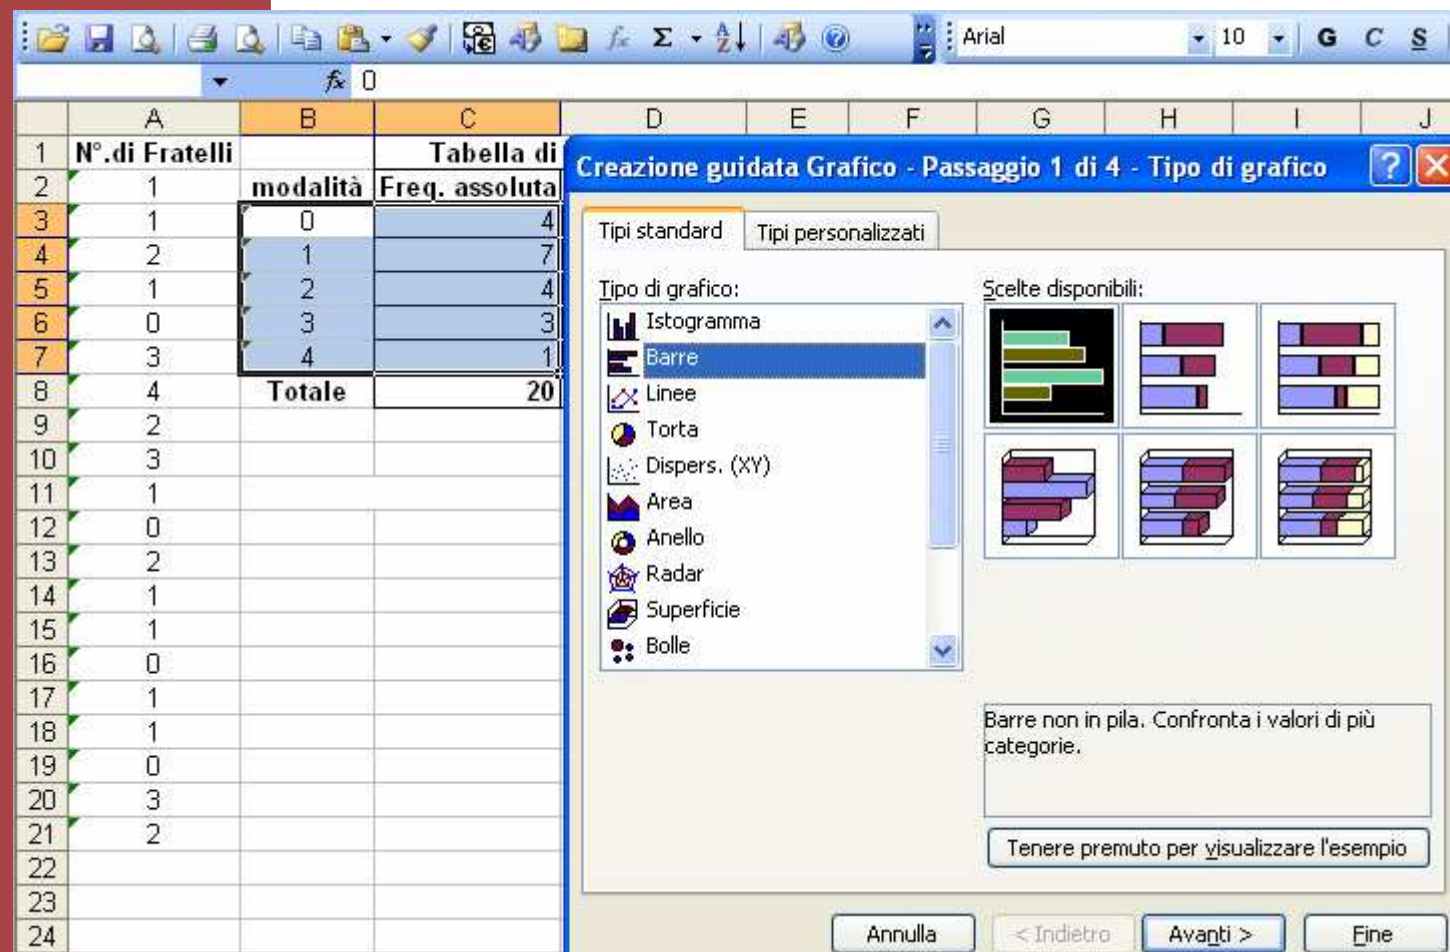 Arial 10 G C S
fx 0
A B C D E F G H I J
1 N°.di Fratelli Tabella di
2 1 modalità Freq. assoluta
3 1 0 4
4 2 1 7
5 1 2 4
6 0 3 3
7 3 4 1
8 4 Totale 20
9 2
10 3
11 1
12 0
13 2
14 1
15 1
16 0
17 1
18 1
19 0
20 3
21 2
22
23
24
Creazione guidata Grafico - Passaggio 1 di 4 - Tipo di grafico
Tipi standard Tipi personalizzati
Tipo di grafico:
Istogramma
Barre
Linee
Torta
Dispers. (XY)
Area
Anello
Radar
Superficie
Bolle
Scelte disponibili:
Barre non in pila. Confronta i valori di più
categorie.
Tenere premuto per visualizzare l'esempio
Annulla < Indietro Avanti > Fine